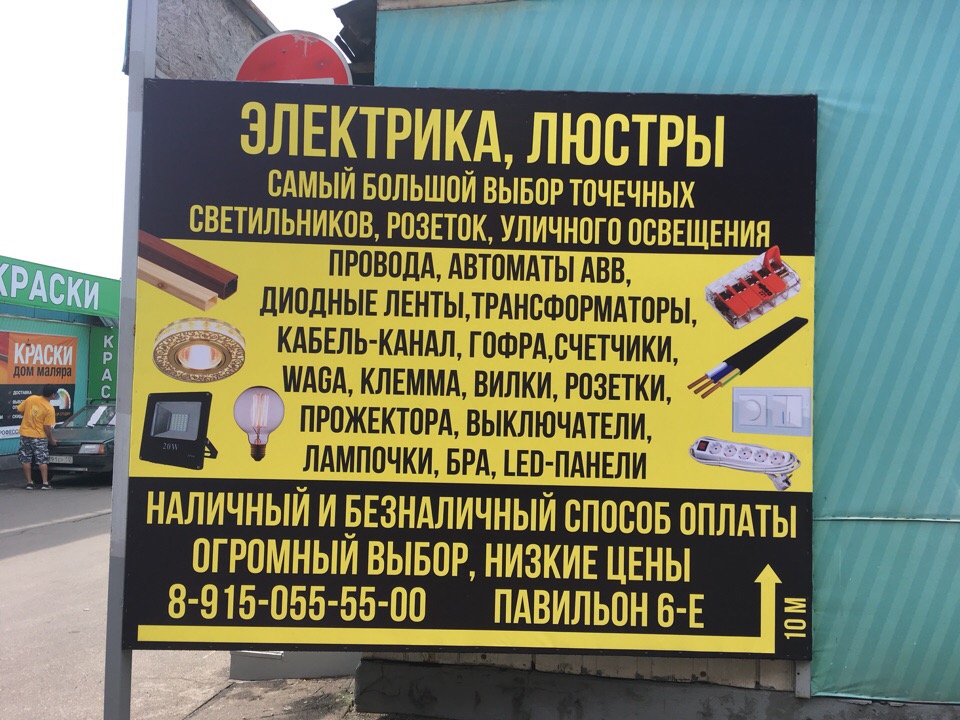 ЭЛЕКТРИКА, ЛЮСТРЫ
САМЫЙ БОЛЬШОЙ ВЫБОР ТОЧЕЧНЫХ
СВЕТИЛЬНИКОВ, РОЗЕТОК, УЛИЧНОГО ОСВЕЩЕНИЯ
ПРОВОДА, АВТОМАТЫ АВВ,
ДИОДНЫЕ ЛЕНТЫ,ТРАНСФОРМАТОРЫ,
КАБЕЛЬ-КАНАЛ, ГОФРА,СЧЕТЧИКИ,
WAGA, КЛЕММА, ВИЛКИ, РОЗЕТКИ,
ПРОЖЕКТОРА, ВЫКЛЮЧАТЕЛИ,
ЛАМПОЧКИ, БРА, LED-ПАНЕЛИ
20W
НАЛИЧНЫЙ И БЕЗНАЛИЧНЫЙ СПОСОБ ОПЛАТЫ
ОГРОМНЫЙ ВЫБОР, НИЗКИЕ ЦЕНЫ
8-915-055-55-00 ПАВИЛЬОН 6-Е
10 М
КРАСКИ
КРАСКИ
дом маляра
ДОСТАВКА
КРАС